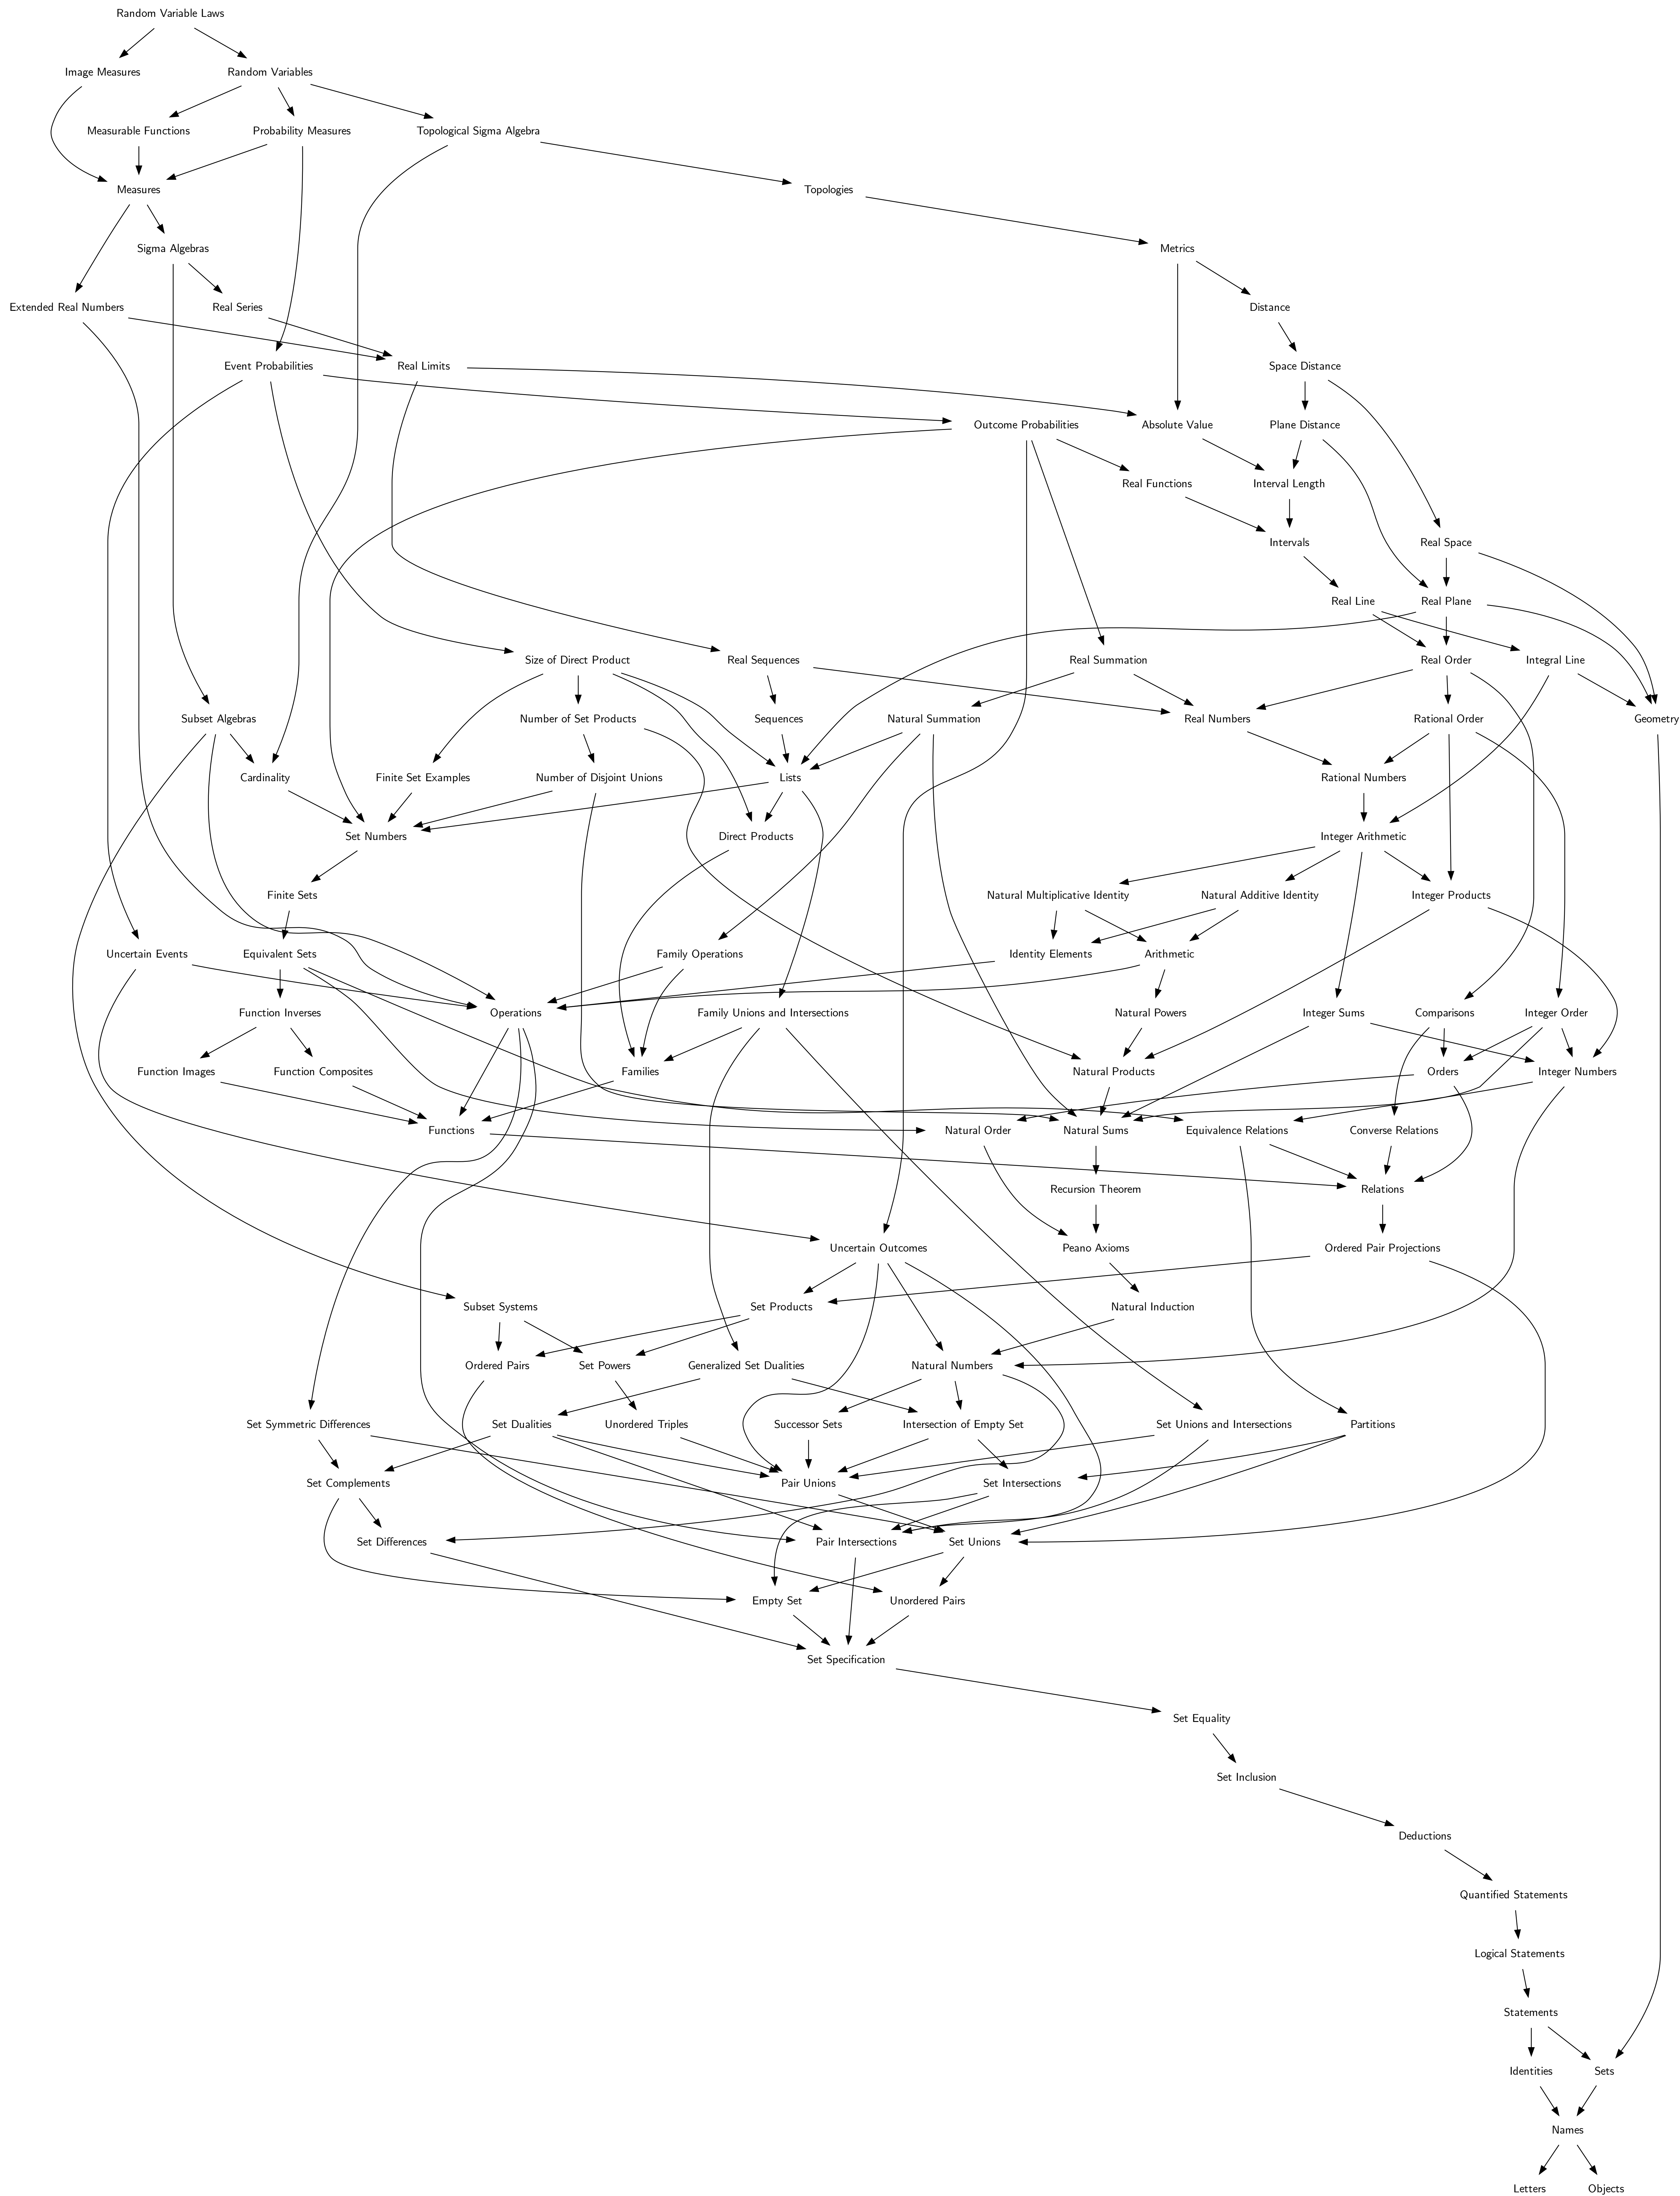 Random Variable Laws
Image Measures
Random Variables
Measurable Functions
Probability Measures
Topological Sigma Algebra
Measures
Topologies
Sigma Algebras
Metrics
Extended Real Numbers
Real Series
Distance
Event Probabilities
Real Limits
Space Distance
Outcome Probabilities
Absolute Value
Plane Distance
Real Functions
Interval Length
Intervals
Real Space
Real Line
Real Plane
Size of Direct Product
Real Sequences
Real Summation
Real Order
Integral Line
Subset Algebras
Number of Set Products
Sequences
Natural Summation
Real Numbers
Rational Order
Geometry
Cardinality
Finite Set Examples
Number of Disjoint Unions
Lists
Rational Numbers
Set Numbers
Direct Products
Integer Arithmetic
Finite Sets
Natural Multiplicative Identity
Natural Additive Identity
Integer Products
Uncertain Events
Equivalent Sets
Family Operations
Identity Elements
Arithmetic
Function Inverses
Operations
Family Unions and Intersections
Natural Powers
Integer Sums
Comparisons
Integer Order
Function Images
Function Composites
Families
Natural Products
Orders
Integer Numbers
Functions
Natural Order
Natural Sums
Equivalence Relations
Converse Relations
Recursion Theorem
Relations
Uncertain Outcomes
Peano Axioms
Ordered Pair Projections
Subset Systems
Set Products
Natural Induction
Ordered Pairs
Set Powers
Generalized Set Dualities
Natural Numbers
Set Symmetric Differences
Set Dualities
Unordered Triples
Successor Sets
Intersection of Empty Set
Set Unions and Intersections
Partitions
Set Complements
Pair Unions
Set Intersections
Set Differences
Pair Intersections
Set Unions
Empty Set
Unordered Pairs
Set Specification
Set Equality
Set Inclusion
Deductions
Quantified Statements
Logical Statements
Statements
Identities
Sets
Names
Letters
Objects